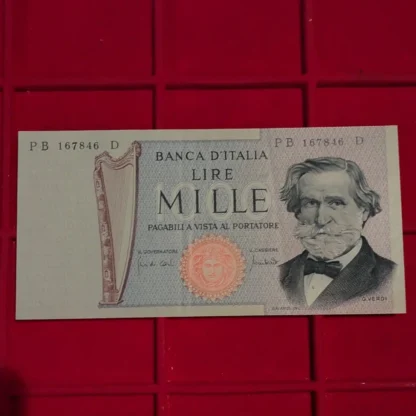 PB 167846 D
PB 167846 D
BANCA D'ITALIA
LIRE
MILLE
PAGABILI A VISTA AL PORTATORE
IL GOVERNATORE
IL CASSIERE
G. VERDI